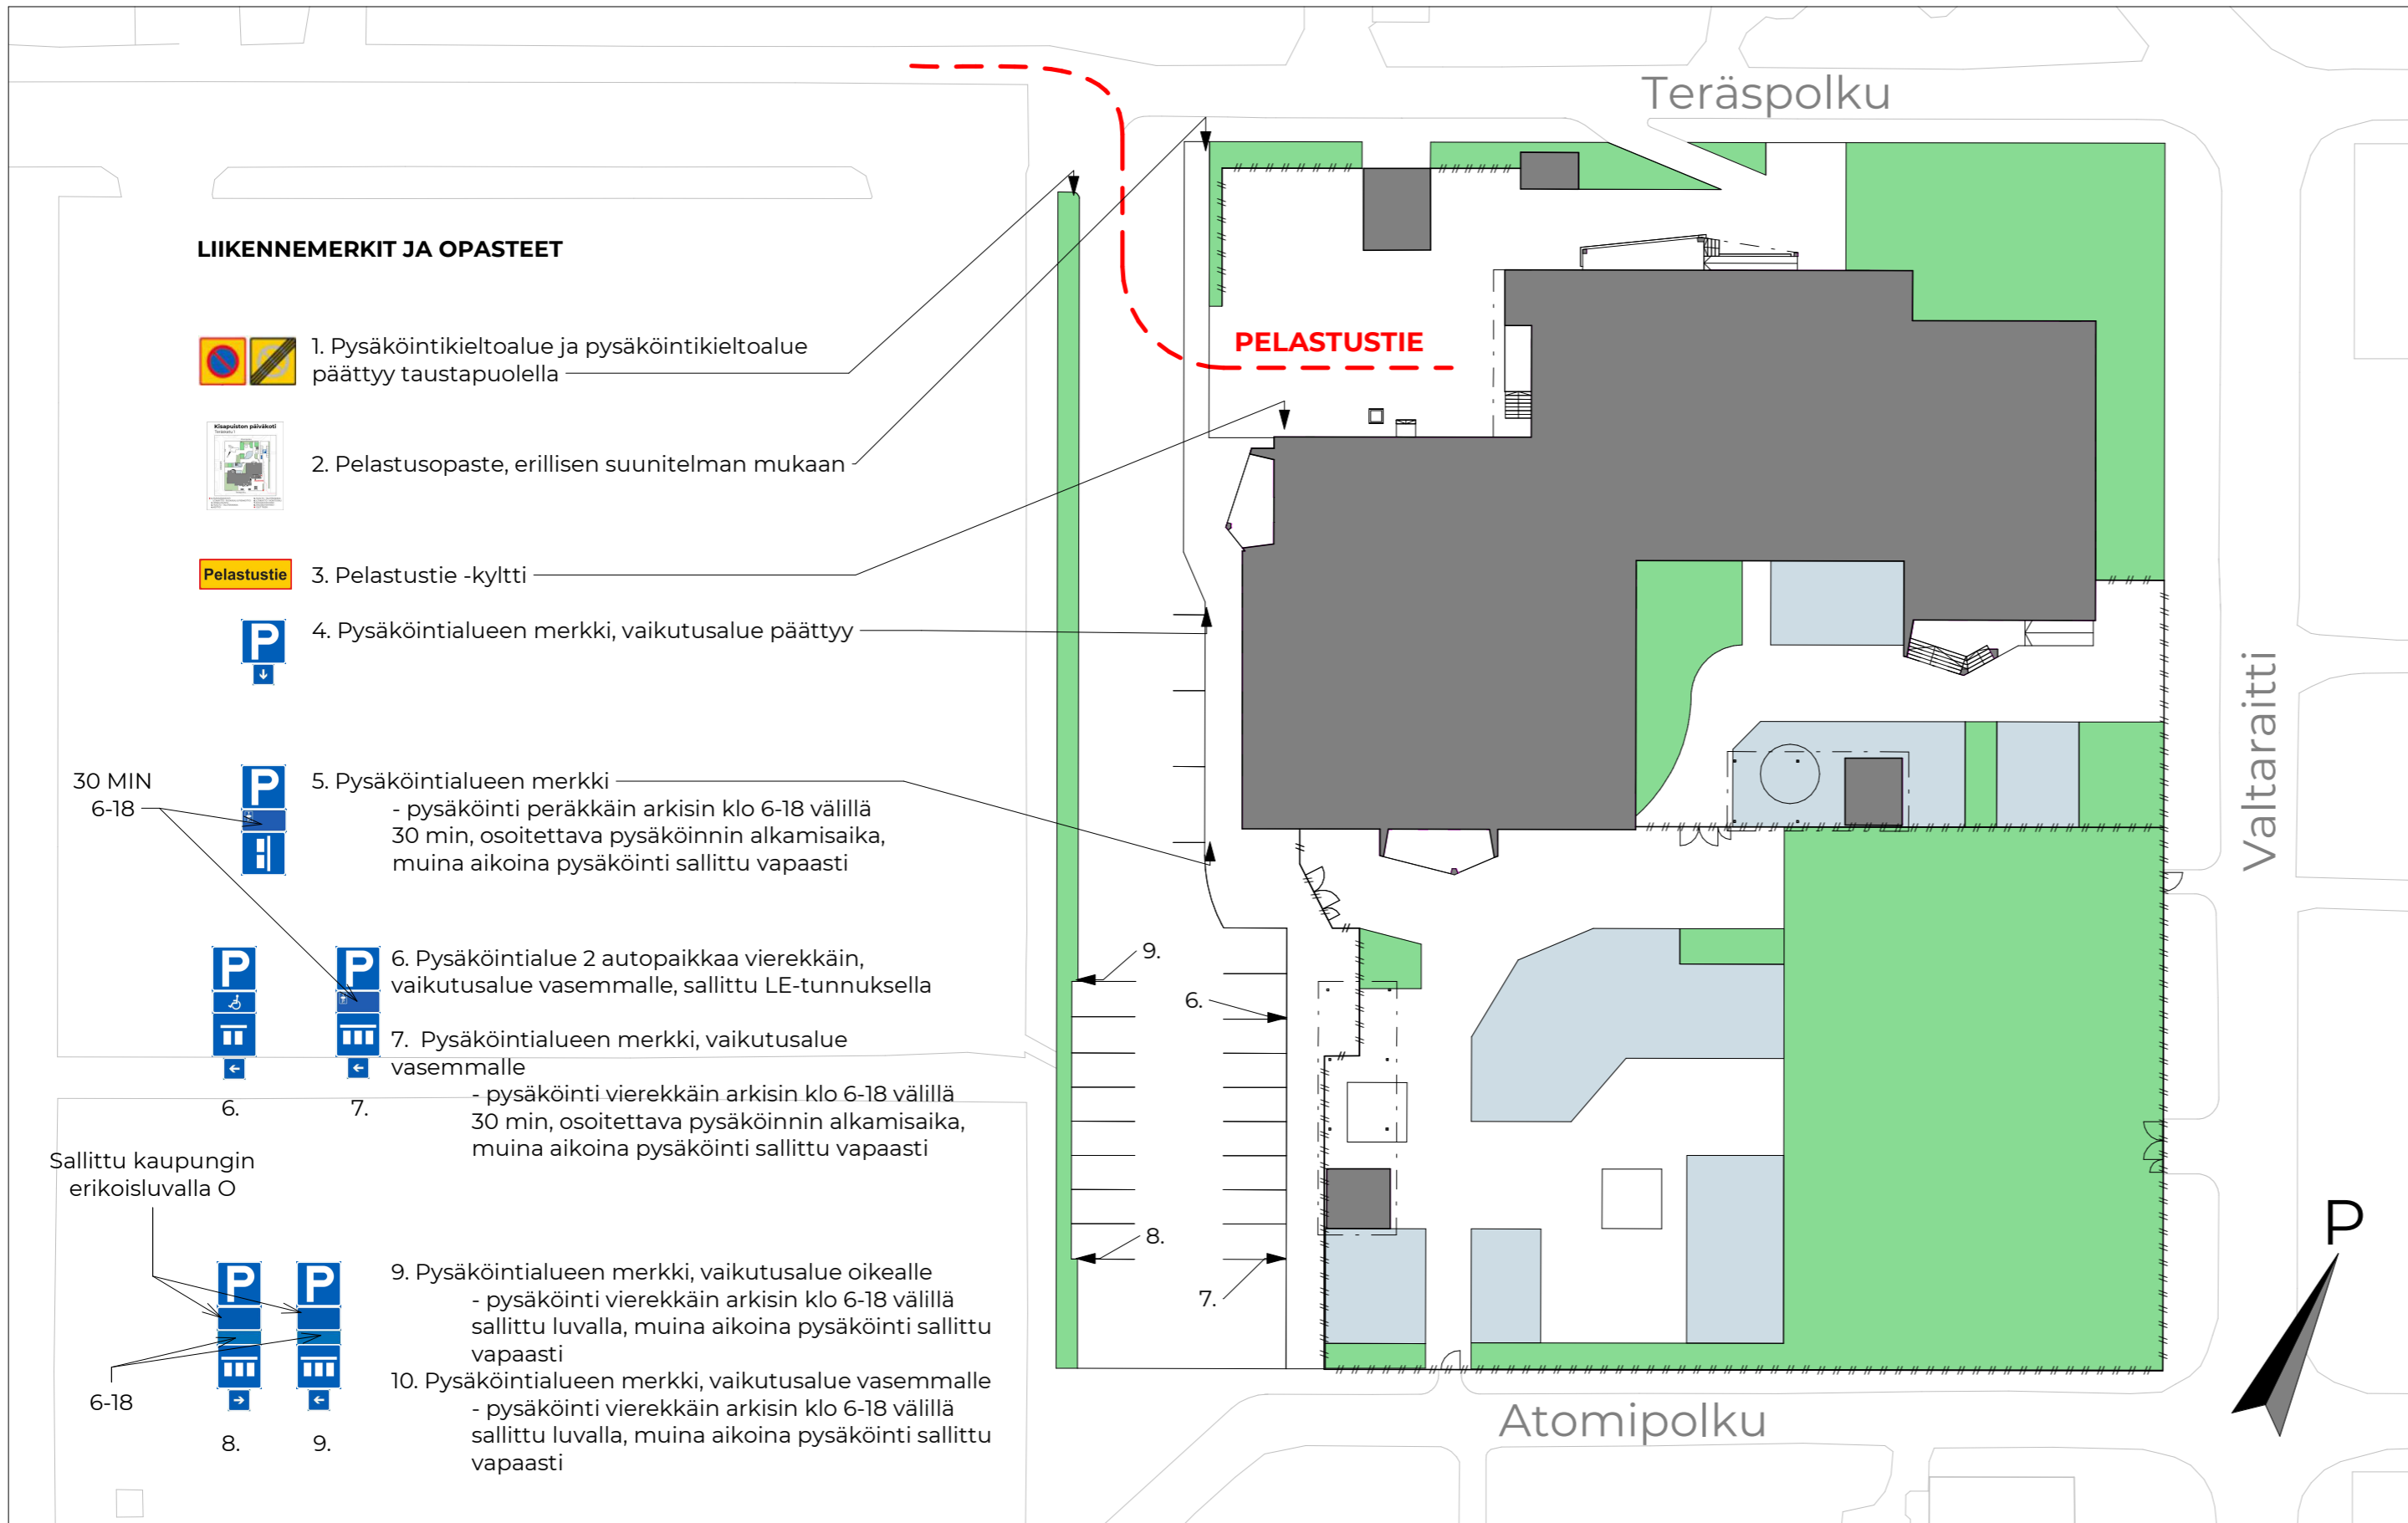 Teräspolku
LIIKENNEMERKIT JA OPASTEET
1. Pysäköintikieltoalue ja pysäköintikieltoalue
päättyy taustapuolella
PELASTUSTIE
Kisapuiston päiväkoti
2. Pelastusopaste, erillisen suunitelman mukaan
Pelastustie
3. Pelastustie -kyltti
P
4. Pysäköintialueen merkki, vaikutusalue päättyy
30 MIN
6-18
P
5. Pysäköintialueen merkki
- pysäköinti peräkkäin arkisin klo 6-18 välillä
30 min, osoitettava pysäköinnin alkamisaika,
muina aikoina pysäköinti sallittu vapaasti
Valtaraitti
P
P
6. Pysäköintialue 2 autopaikkaa vierekkäin,
vaikutusalue vasemmalle, sallittu LE-tunnuksella
7. Pysäköintialueen merkki, vaikutusalue
vasemmalle
- pysäköinti vierekkäin arkisin klo 6-18 välillä
30 min, osoitettava pysäköinnin alkamisaika,
muina aikoina pysäköinti sallittu vapaasti
6.
7.
9.
6.
8.
7.
Sallittu kaupungin
erikoisluvalla O
P
P
6-18
8.
9.
9. Pysäköintialueen merkki, vaikutusalue oikealle
- pysäköinti vierekkäin arkisin klo 6-18 välillä
sallittu luvalla, muina aikoina pysäköinti sallittu
vapaasti
10. Pysäköintialueen merkki, vaikutusalue vasemmalle
- pysäköinti vierekkäin arkisin klo 6-18 välillä
sallittu luvalla, muina aikoina pysäköinti sallittu
vapaasti
Atomipolku
P